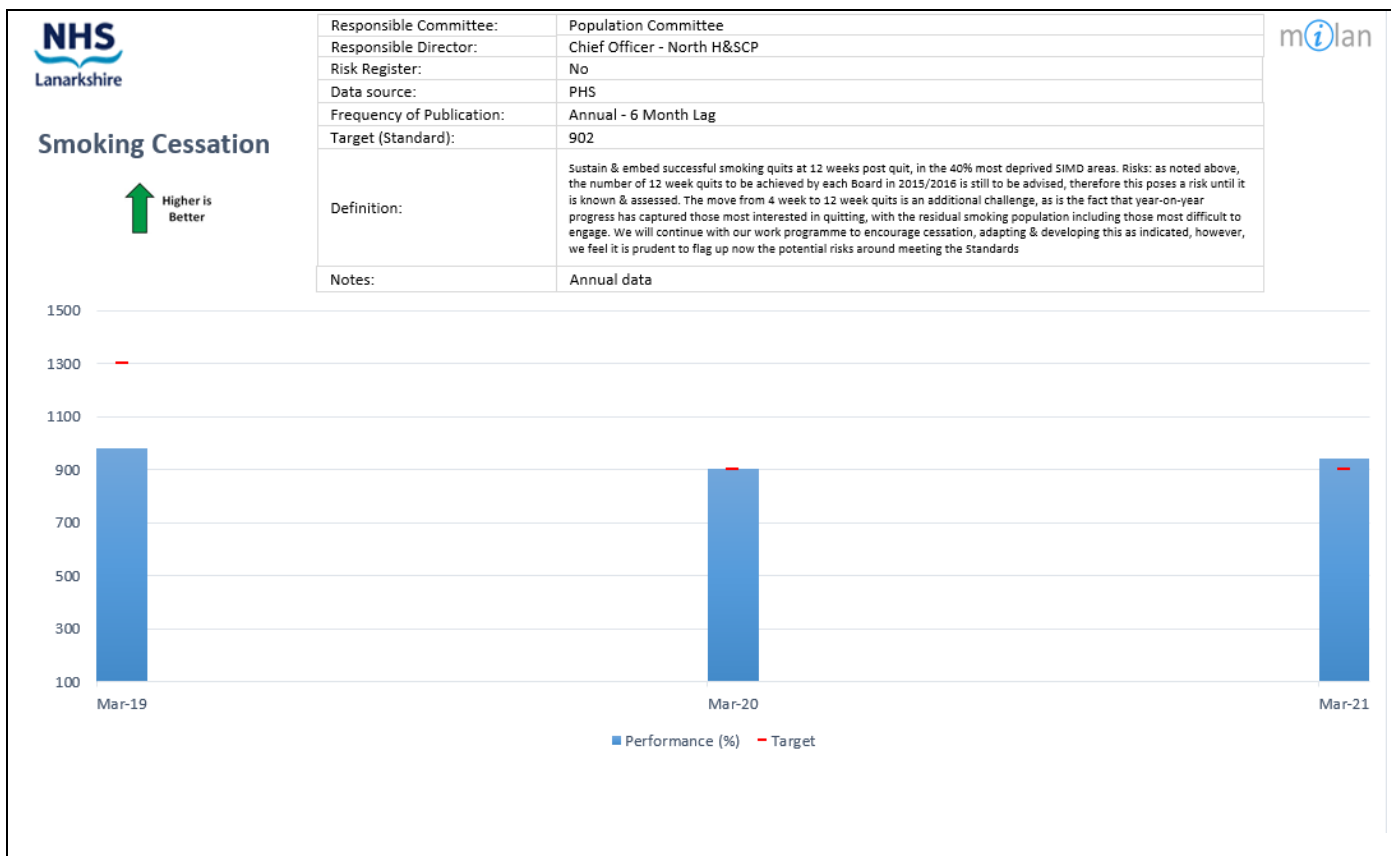 NHS
Lanarkshire
Smoking Cessation
Higher is
Better
Responsible Committee: Population Committee
Responsible Director: Chief Officer - North H&SCP
Risk Register: No
Data source: PHS
Frequency of Publication: Annual - 6 Month Lag
Target (Standard): 902
Definition:
Sustain & embed successful smoking quits at 12 weeks post quit, in the 40% most deprived SIMD areas. Risks: as noted above,
the number of 12 week quits to be achieved by each Board in 2015/2016 is still to be advised, therefore this poses a risk until it
is known & assessed. The move from 4 week to 12 week quits is an additional challenge, as is the fact that year-on-year
progress has captured those most interested in quitting, with the residual smoking population including those most difficult to
engage. We will continue with our work programme to encourage cessation, adapting & developing this as indicated, however,
we feel it is prudent to flag up now the potential risks around meeting the Standards
Notes: Annual data
milan
1500
1300
1100
900
700
500
300
100
Mar-19 Mar-20 Mar-21
Performance (%) Target